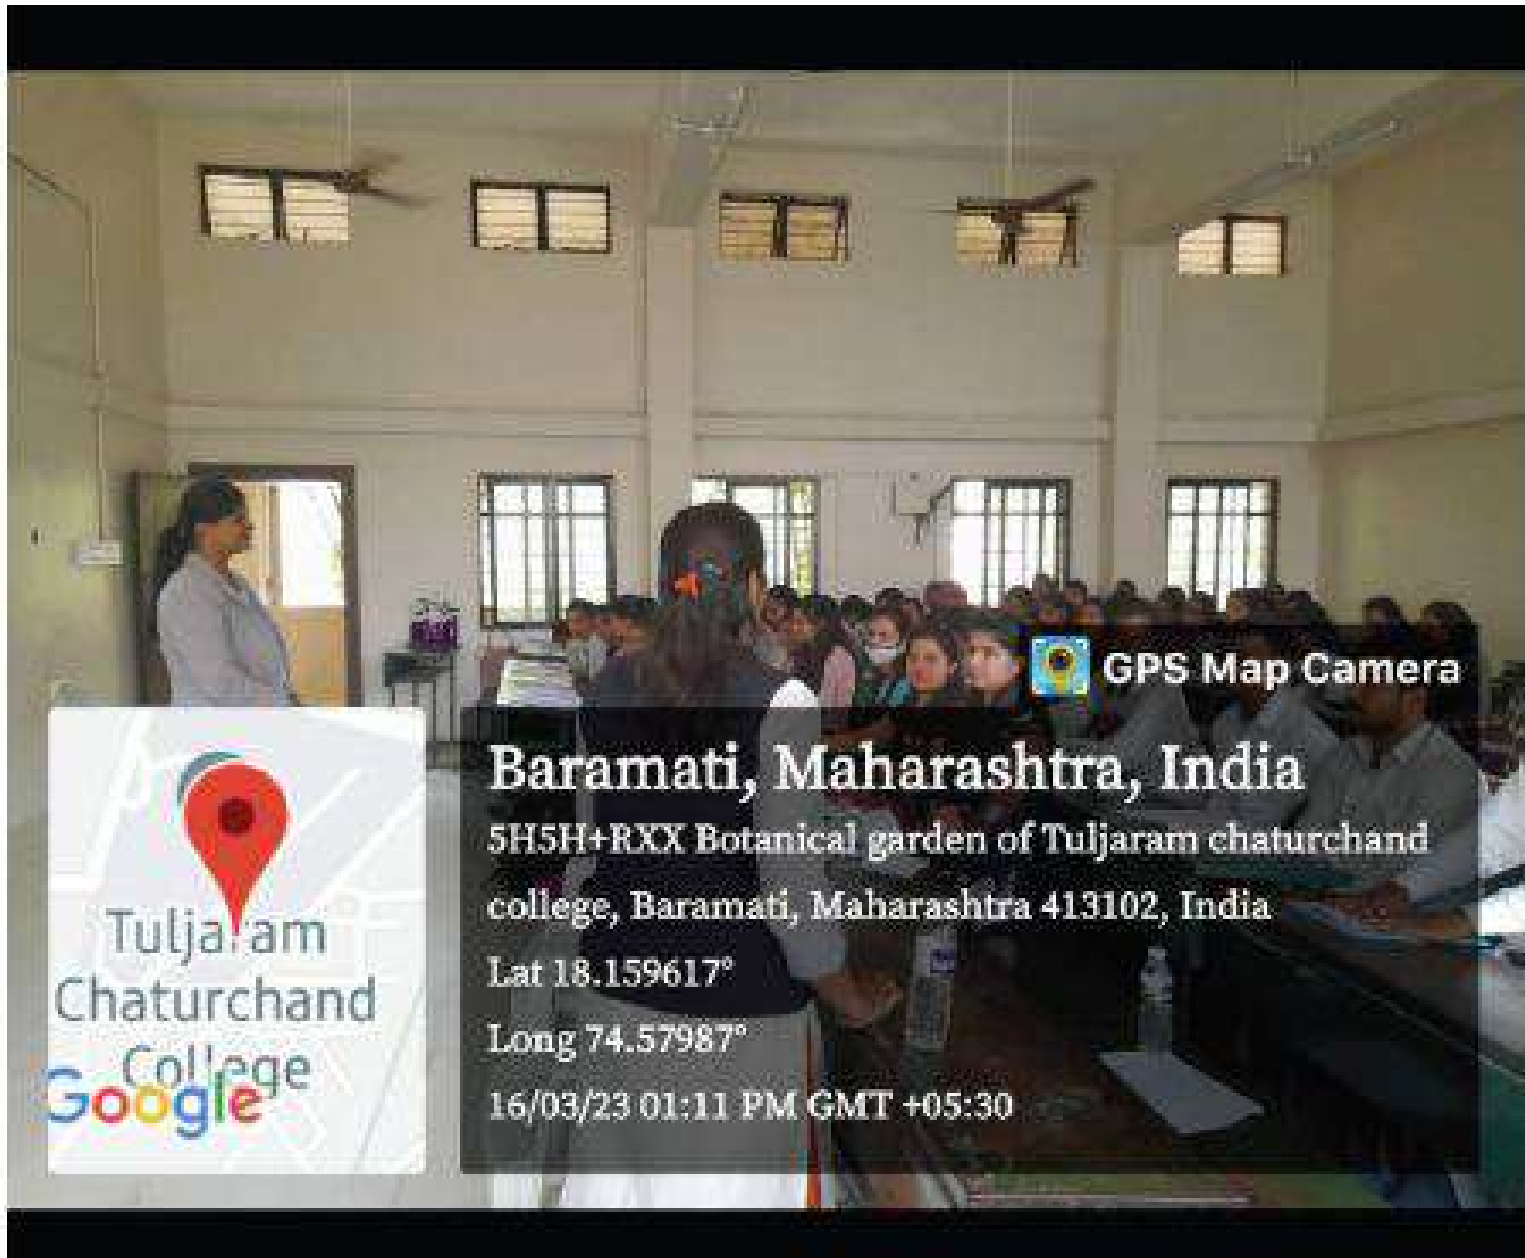 GPS Map Camera
Baramati, Maharashtra, India
5H5H+RXX Botanical garden of Tuljaram chaturchand
college, Baramati, Maharashtra 413102, India
Lat 18.159617°
Long 74.57987°
16/03/23 01:11 PM GMT +05:30
Tuljaram
Chaturchand
College
Google